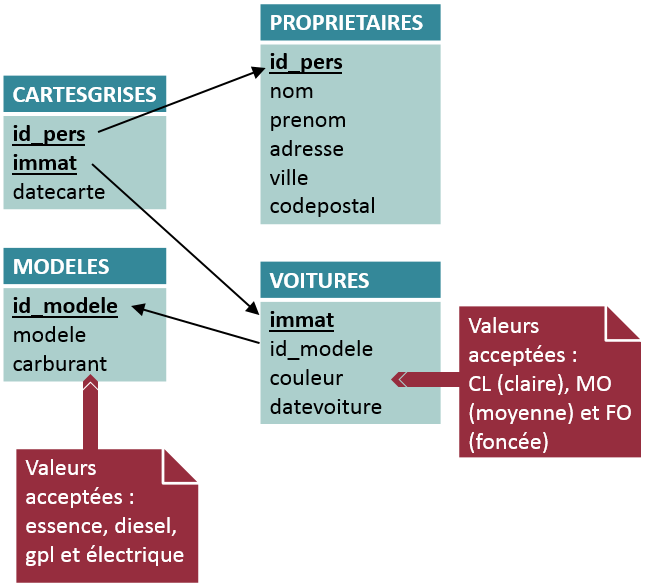 PROPRIETAIRES
id_pers
nom
prenom
adresse
ville
codepostal
CARTESGRISES
id_pers
immat
datecarte
MODELES
id_modele
modele
carburant
VOITURES
immat
id_modele
couleur
datevoiture
Valeurs
acceptées :
CL (claire), MO
(moyenne) et FO
(foncée)
Valeurs
acceptées :
essence, diesel,
gpl et électrique